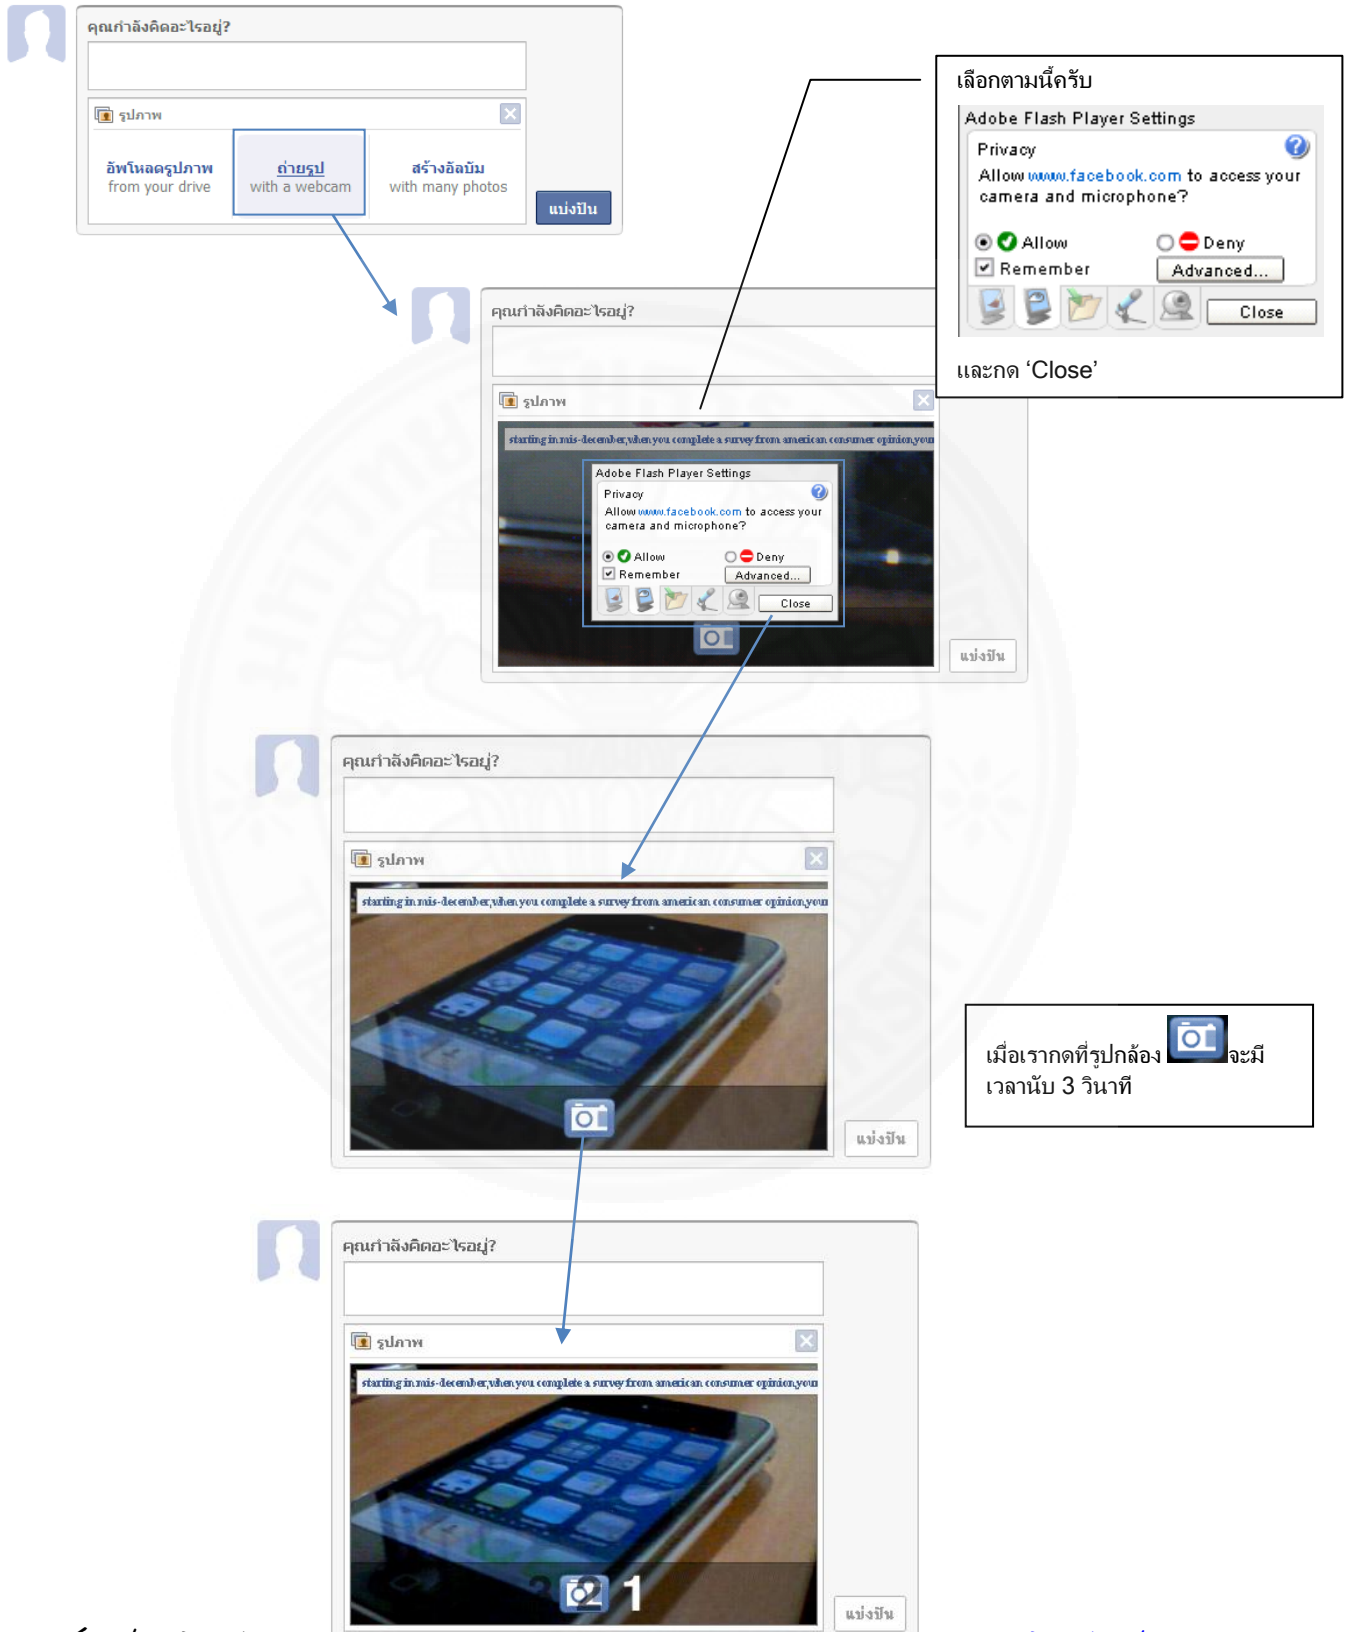 คุณกำลังคิดอะไรอยู่?
รูปภาพ
อัพโหลดรูปภาพ
from your drive
ถ่ายรูป
with a webcam
สร้างอัลบัม
with many photos
แบ่งปัน
เลือกตามนี้ครับ
Adobe Flash Player Settings
Privacy
Allow www.facebook.com to access your
camera and microphone?
Allow
Deny
Remember
Advanced...
Close
และกด ‘Close’
คุณกำลังคิดอะไรอยู่?
รูปภาพ
starting in mis-december,when you complete a survey from american consumer opinion,your
Adobe Flash Player Settings
Privacy
Allow www.facebook.com to access your
camera and microphone?
Allow
Deny
Remember
Advanced...
Close
แบ่งปัน
คุณกำลังคิดอะไรอยู่?
รูปภาพ
starting in mis-december,when you complete a survey from american consumer opinion,your
แบ่งปัน
เมื่อเรากดที่รูปกล้อง จะมี
เวลานับ 3 วินาที
คุณกำลังคิดอะไรอยู่?
รูปภาพ
starting in mis-december,when you complete a survey from american consumer opinion,your
3 2 1
แบ่งปัน